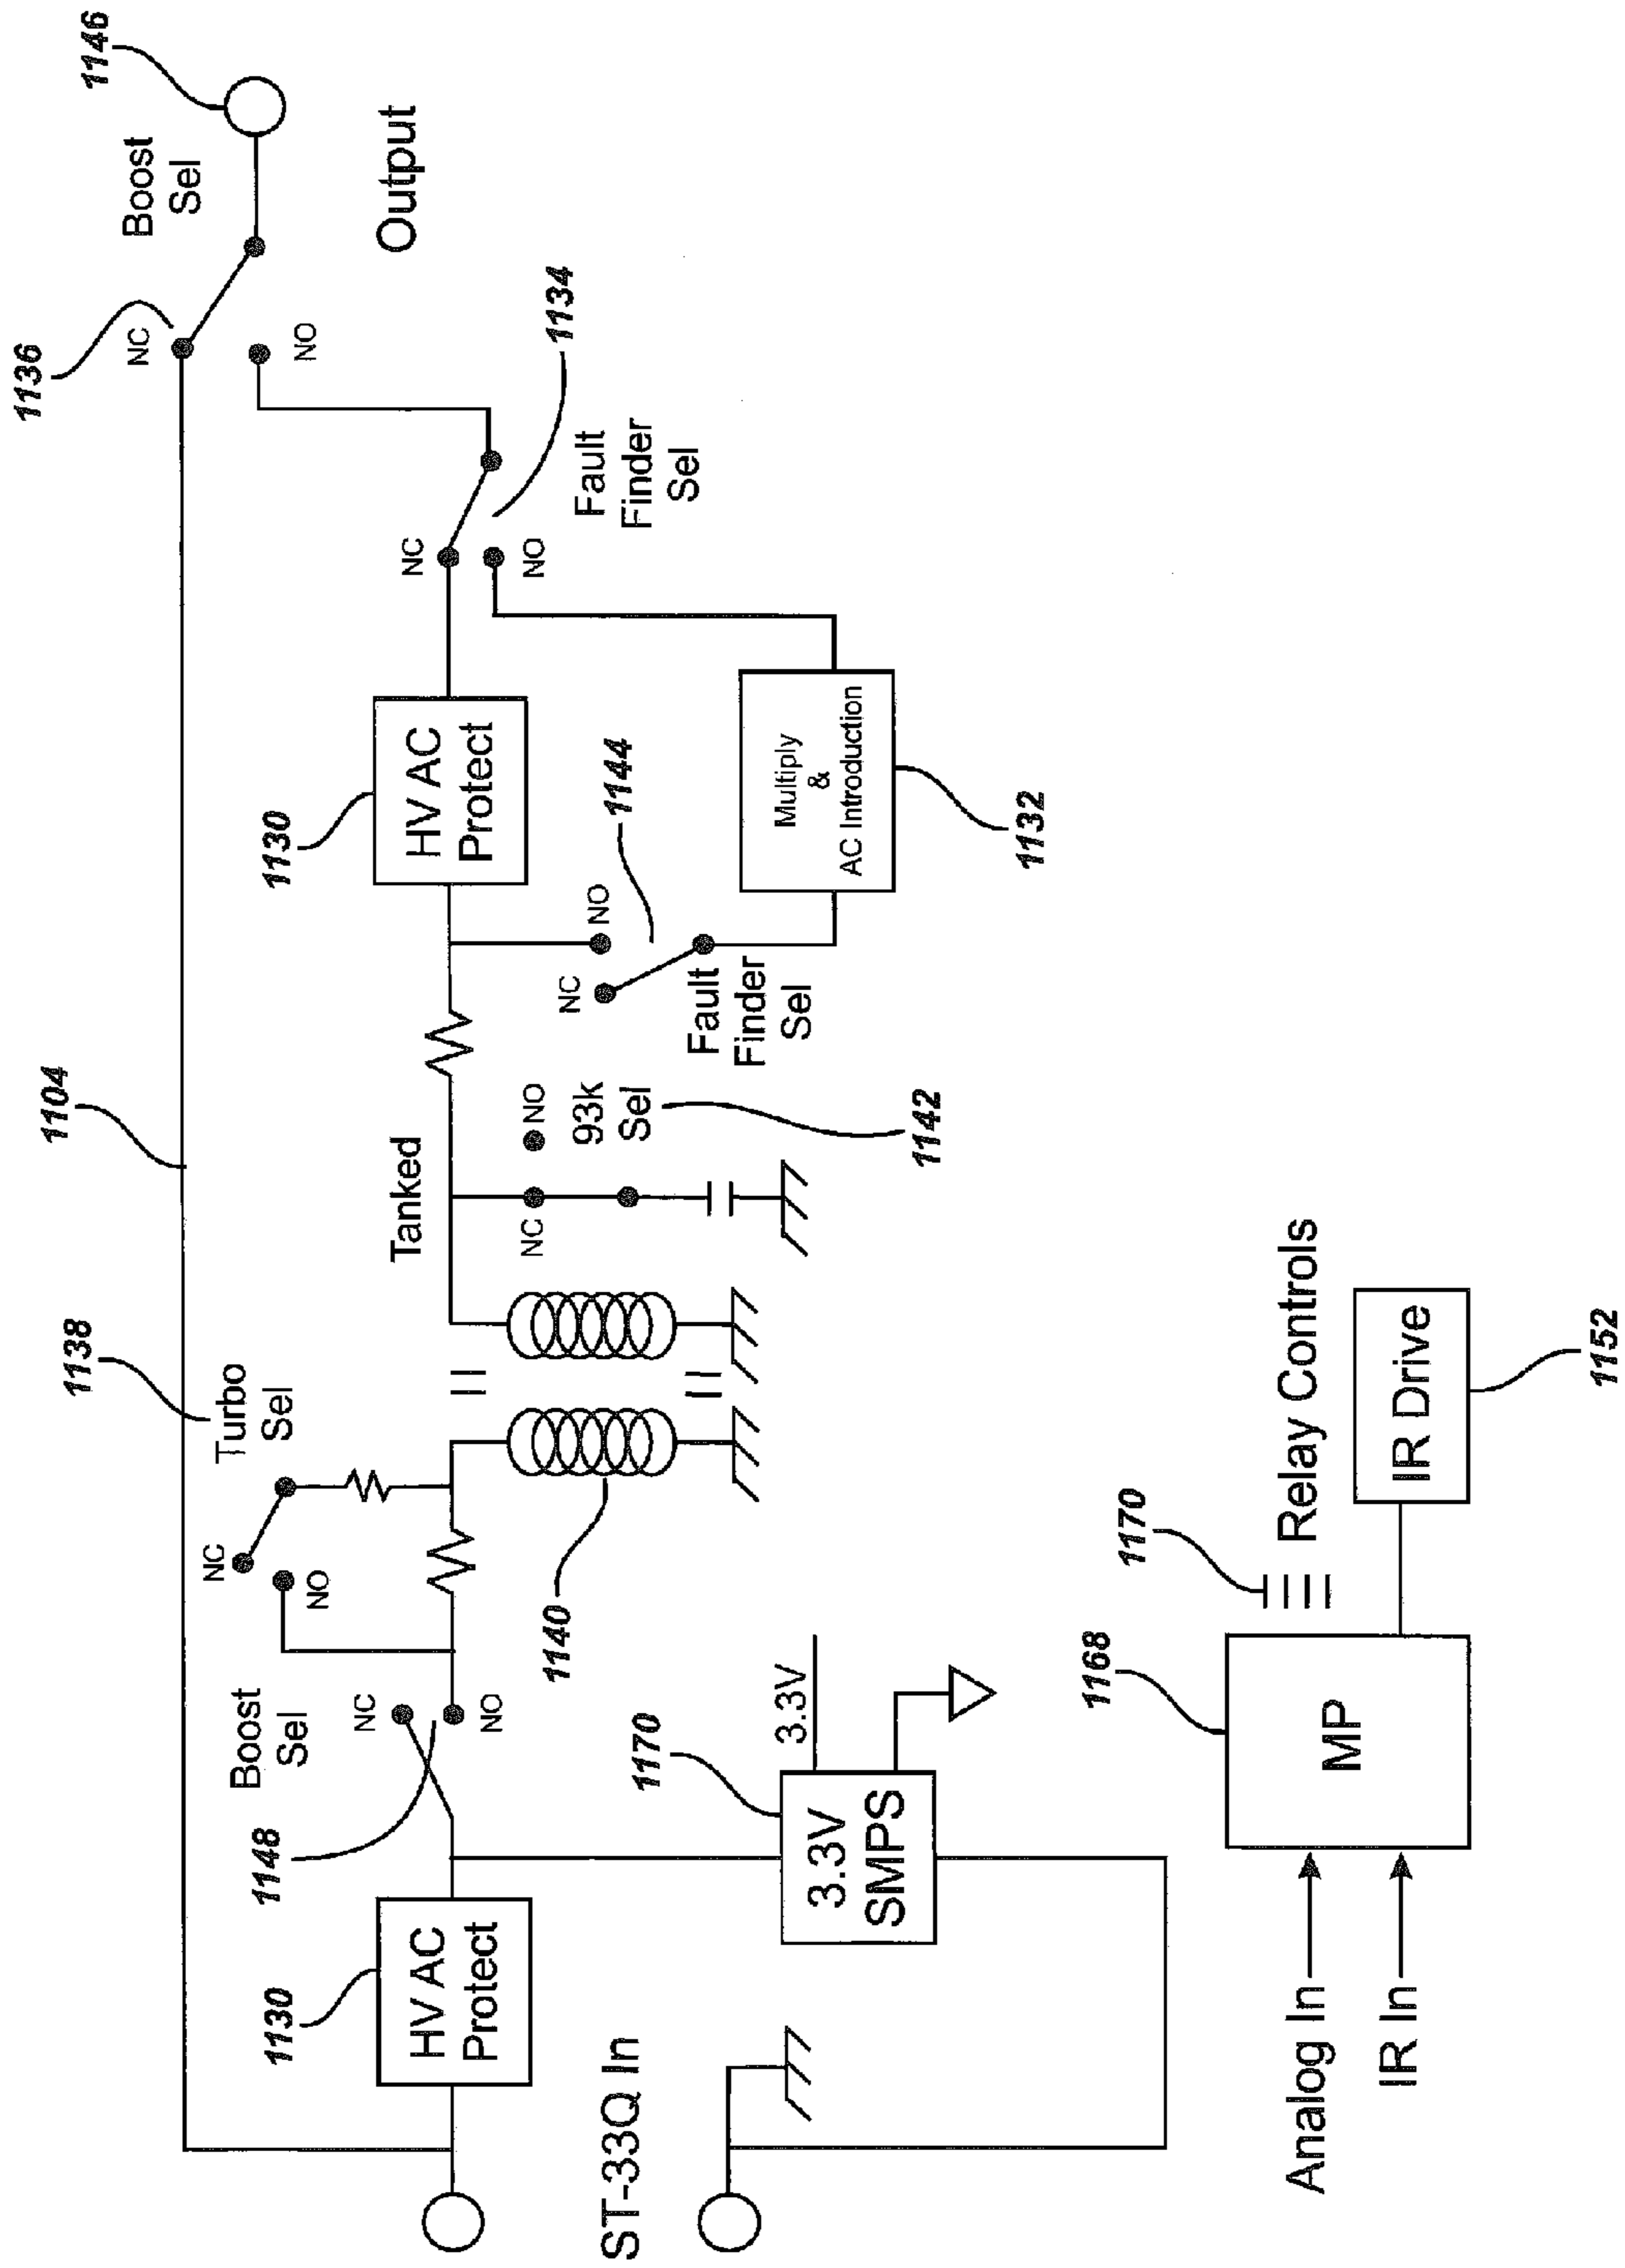 1104
1136
1146
Boost
Sel
NC
NO
Output
1138
Turbo
Sel
NC
NO
Boost
Sel
NC
NO
1148
1130
HV AC
Protect
ST-33Q In
1140
Tanked
NC
NO
93k
Sel
1142
1130
HV AC
Protect
NC
NO
1134
Fault
Finder
Sel
NC
NO
1144
Fault
Finder
Sel
Multiply
&
AC Introduction
1132
1170
3.3V
SMPS
3.3V
Analog In
IR In
1168
MP
1170
Relay Controls
IR Drive
1152